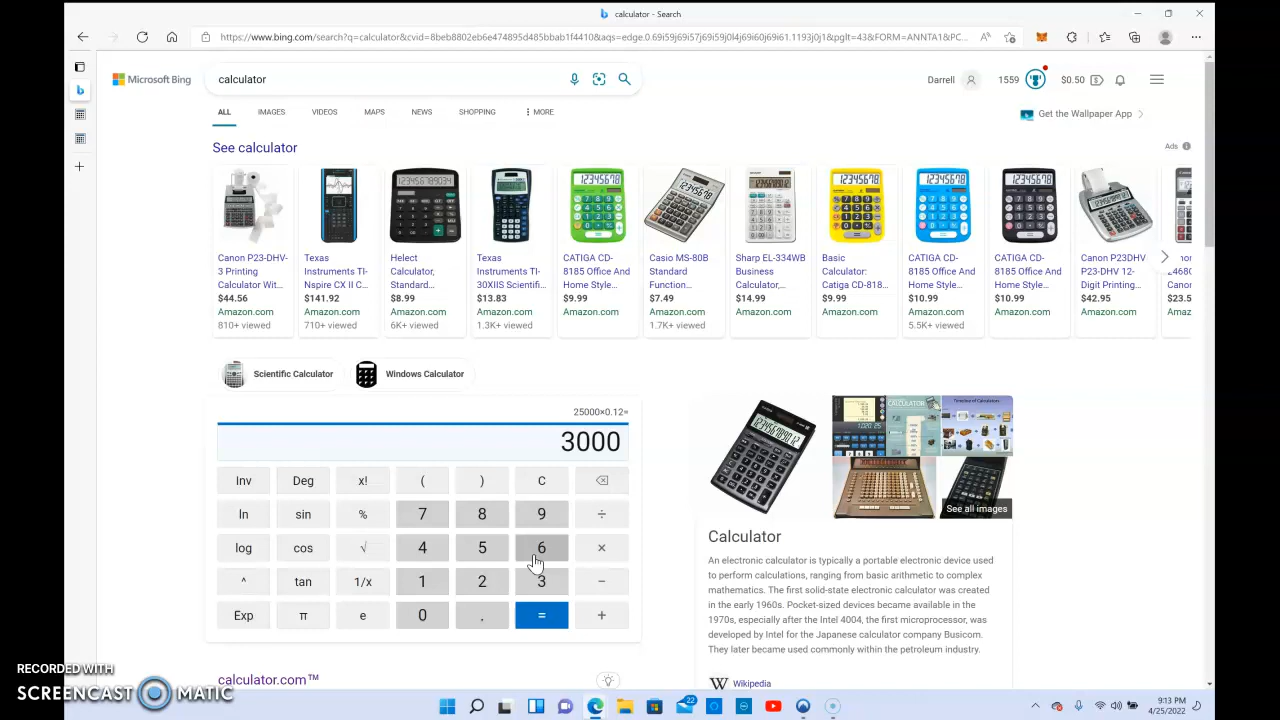 calculator - Search
https://www.bing.com/search?q=calculator&cvid=8beb8802eb6e474895d485bbab1f4410&aqs=edge.0.69i59j69i57j69i59j0l4j69i60j69i61.1193j0j1&pglt=43&FORM=ANNTA1&PC...
Microsoft Bing
calculator
Darrell
1559
$0.50
ALL
IMAGES
VIDEOS
MAPS
NEWS
SHOPPING
MORE
Get the Wallpaper App
See calculator
Ads
Canon P23-DHV-
3 Printing
Calculator Wit...
$44.56
Amazon.com
810+ viewed
Texas
Instruments TI-
Nspire CX II C...
$141.92
Amazon.com
710+ viewed
Helect
Calculator,
Standard...
$8.99
Amazon.com
6K+ viewed
Texas
Instruments TI-
30XIIS Scientifi...
$13.83
Amazon.com
1.3K+ viewed
CATIGA CD-
8185 Office And
Home Style...
$9.99
Amazon.com
Casio MS-80B
Standard
Function...
$7.49
Amazon.com
1.7K+ viewed
Sharp EL-334WB
Business
Calculator,...
$14.99
Amazon.com
Basic
Calculator:
Catiga CD-818...
$9.99
Amazon.com
CATIGA CD-
8185 Office And
Home Style...
$10.99
Amazon.com
5.5K+ viewed
CATIGA CD-
8185 Office And
Home Style...
$10.99
Amazon.com
Canon P23DHV
P23-DHV 12-
Digit Printing...
$42.95
Amazon.com
Canon
$23.5
Amazon
Scientific Calculator
Windows Calculator
25000×0.12=
3000
Inv Deg x! ( ) C
ln sin % 7 8 9 ÷
log cos √ 4 5 6 ×
^ tan 1/x 1 2 3 −
Exp π e 0 . = +
Timeline of Calculators
See all images
Calculator
An electronic calculator is typically a portable electronic device used
to perform calculations, ranging from basic arithmetic to complex
mathematics. The first solid-state electronic calculator was created
in the early 1960s. Pocket-sized devices became available in the
1970s, especially after the Intel 4004, the first microprocessor, was
developed by Intel for the Japanese calculator company Busicom.
They later became used commonly within the petroleum industry.
W Wikipedia
calculator.com™
RECORDED WITH
SCREENCAST MATIC
22
9:13 PM
4/25/2022